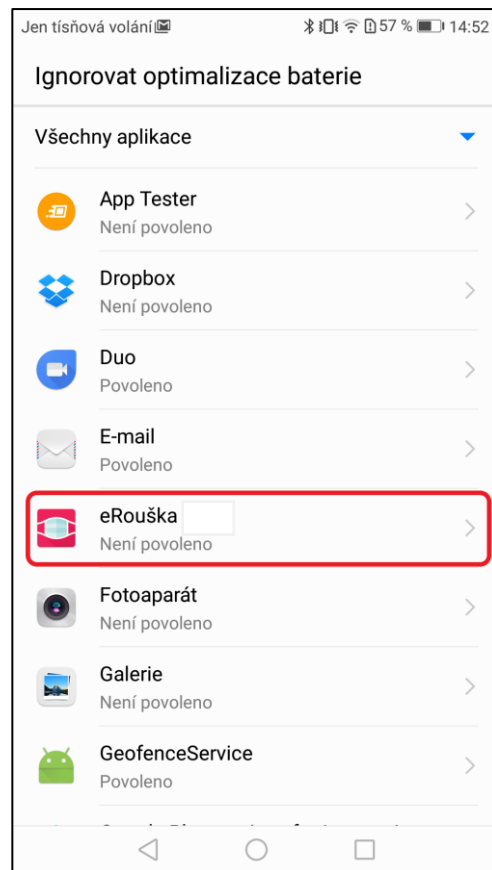 Jen tísňová volání 57 % 14:52
Ignorovat optimalizace baterie
Všechny aplikace
App Tester
Není povoleno
Dropbox
Není povoleno
Duo
Povoleno
E-mail
Povoleno
eRouška
Není povoleno
Fotoaparát
Není povoleno
Galerie
Není povoleno
GeofenceService
Povoleno